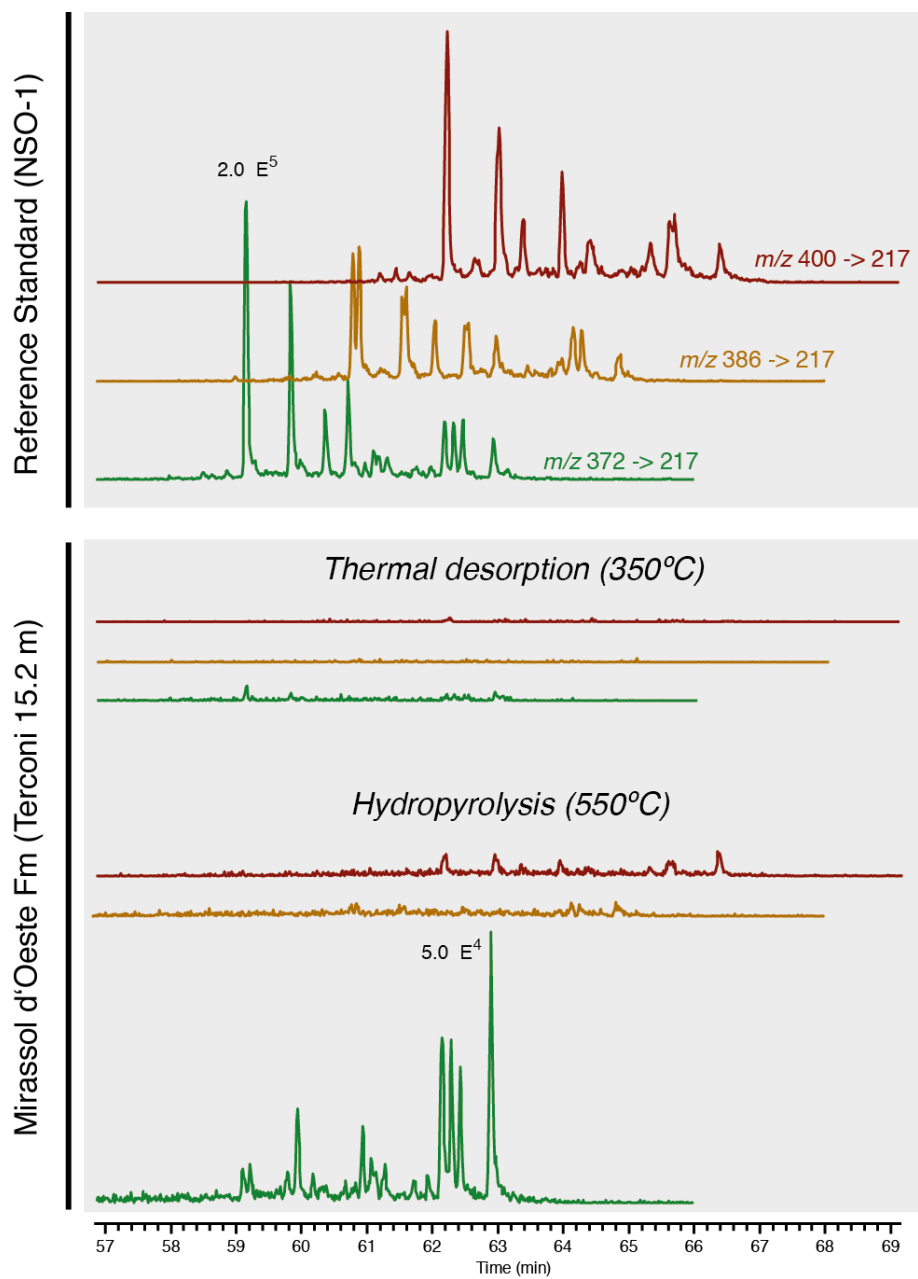 Reference Standard (NSO-1)
2.0 E5
m/z 400 -> 217
m/z 386 -> 217
m/z 372 -> 217
Mirassol d‘Oeste Fm (Terconi 15.2 m)
Thermal desorption (350ºC)
Hydropyrolysis (550ºC)
5.0 E4
57 58 59 60 61 62 63 64 65 66 67 68 69
Time (min)